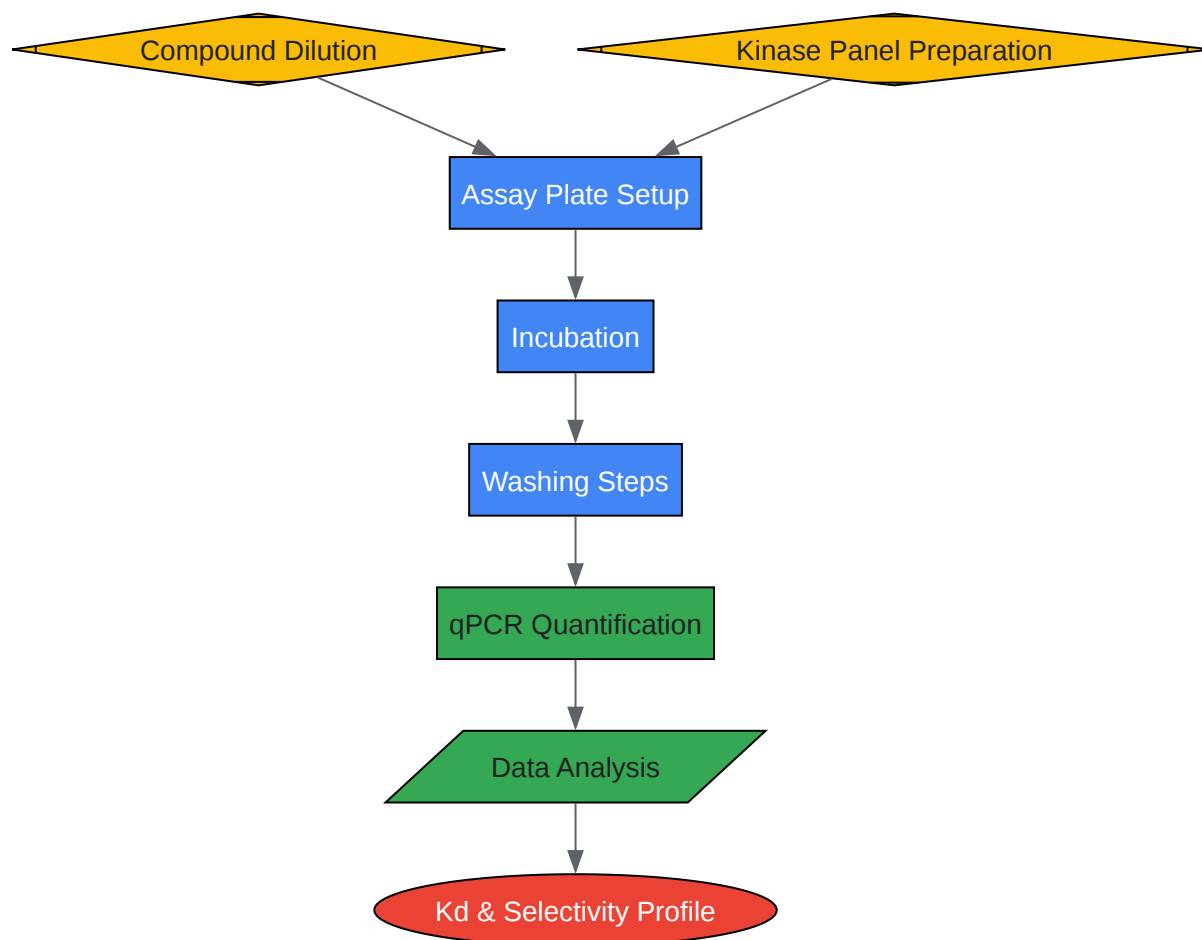 Compound Dilution
Kinase Panel Preparation
Assay Plate Setup
Incubation
Washing Steps
qPCR Quantification
Data Analysis
Kd & Selectivity Profile